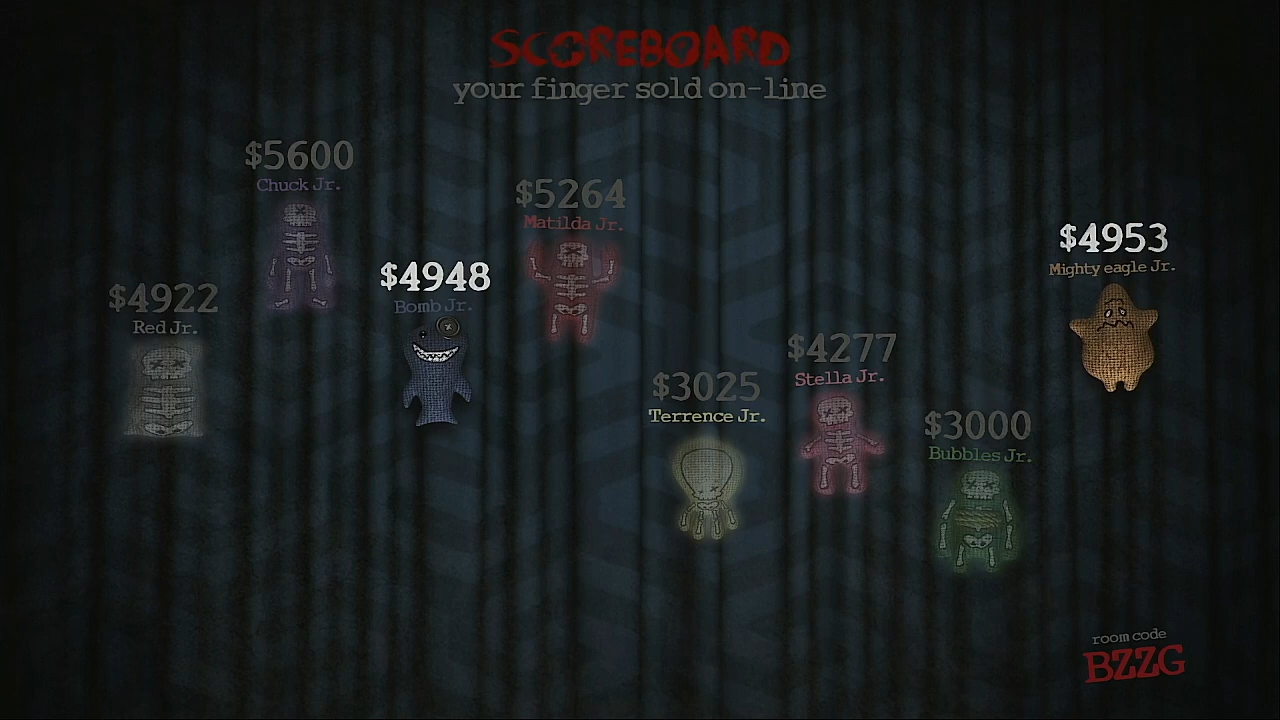 SCOREBOARD
your finger sold on-line
$5600
Chuck Jr.
$5264
Matilda Jr.
$4953
Mighty eagle Jr.
$4948
Bomb Jr.
$4922
Red Jr.
$4277
Stella Jr.
$3025
Terrence Jr.
$3000
Bubbles Jr.
room code
BZZG